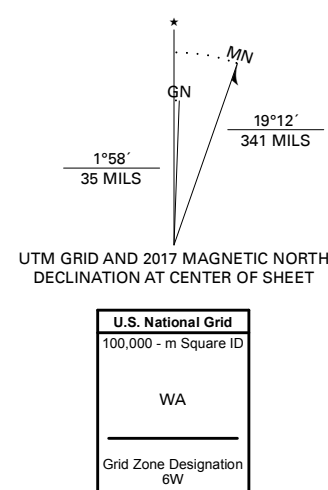 ★
MN
GN
19°12´
341 MILS
1°58´
35 MILS
UTM GRID AND 2017 MAGNETIC NORTH
DECLINATION AT CENTER OF SHEET
U.S. National Grid
100,000 - m Square ID
WA
Grid Zone Designation
6W